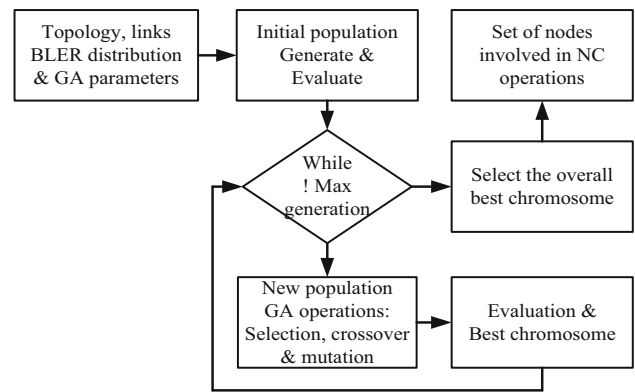 Topology, links
BLER distribution
& GA parameters
Initial population
Generate &
Evaluate
Set of nodes
involved in NC
operations
While
! Max
generation
Select the overall
best chromosome
New population
GA operations:
Selection, crossover
& mutation
Evaluation &
Best chromosome